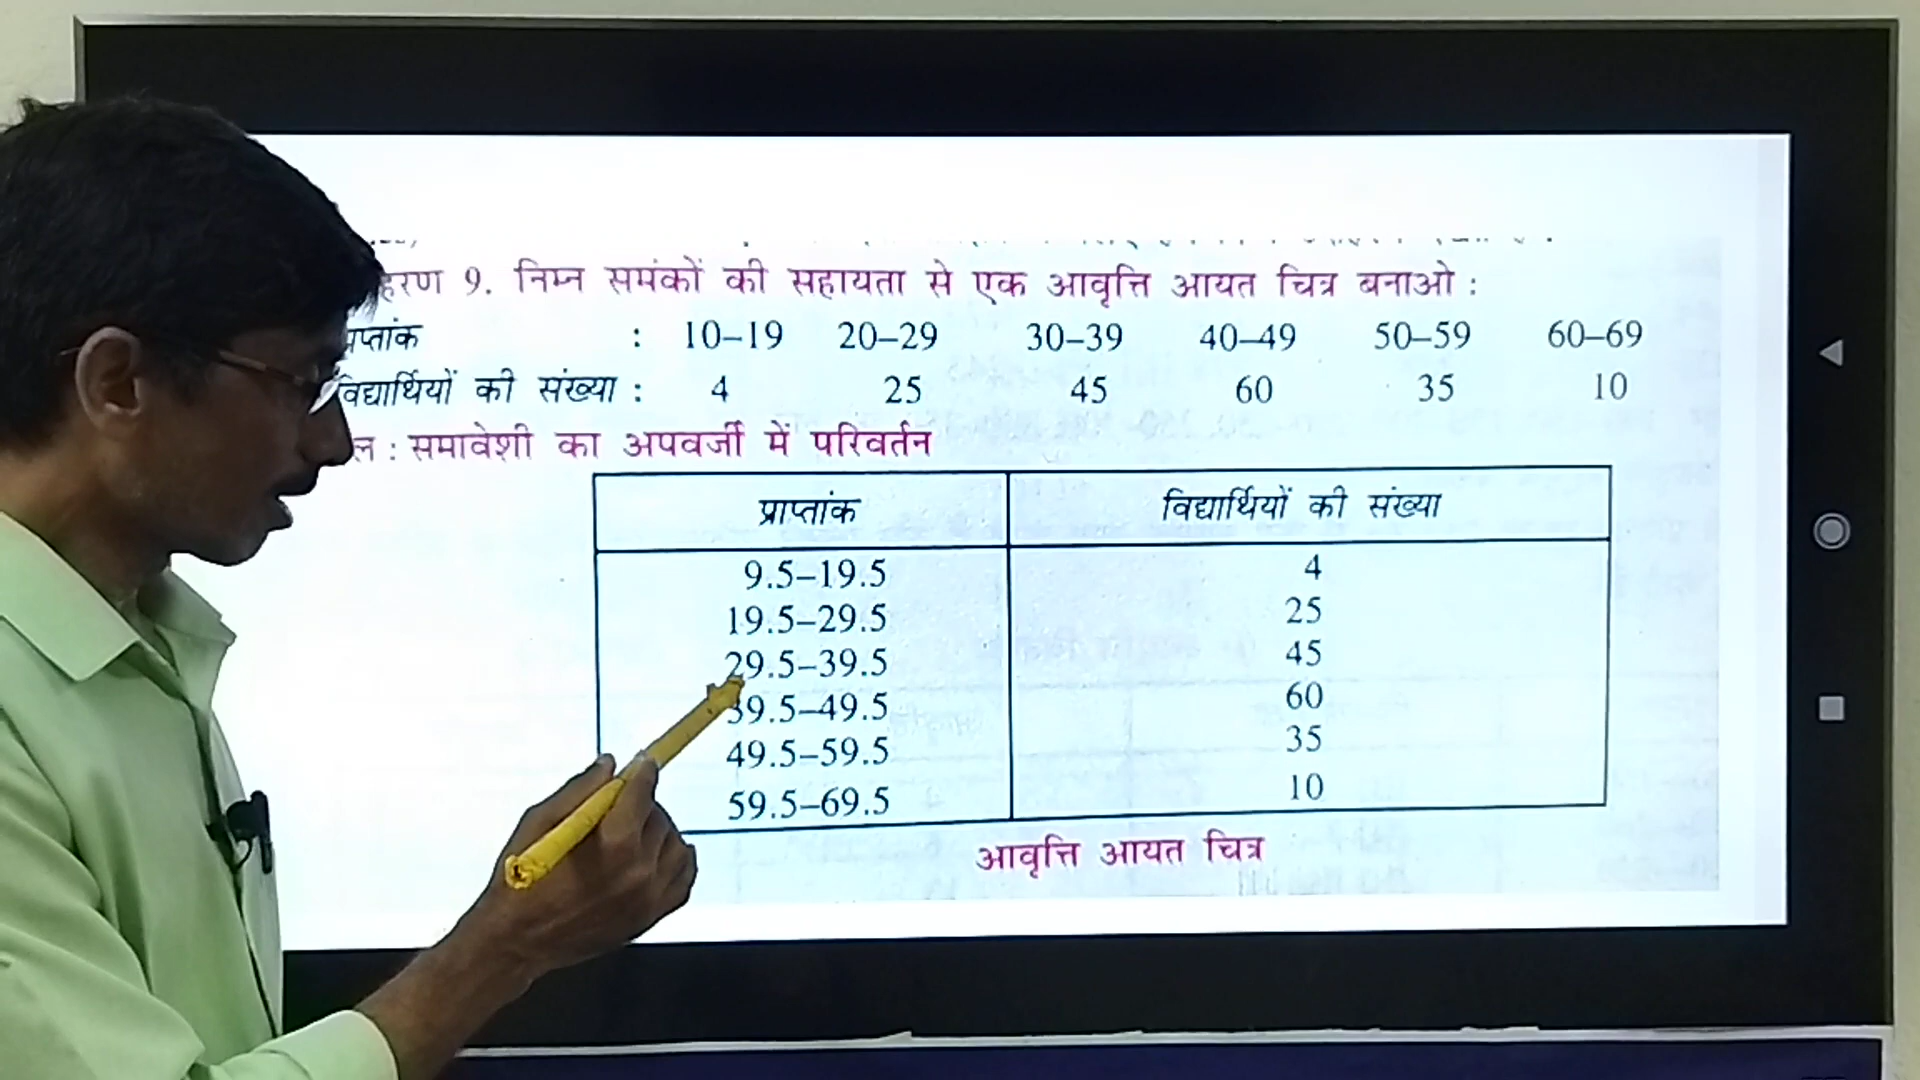 9. निम्न समंकों की सहायता से एक आवृत्ति आयत चित्र बनाओ :
: 10–19 20–29 30–39 40–49 50–59 60–69
विद्यार्थियों की संख्या : 4 25 45 60 35 10
: समावेशी का अपवर्जी में परिवर्तन
प्राप्तांक विद्यार्थियों की संख्या
9.5–19.5 4
19.5–29.5 25
29.5–39.5 45
39.5–49.5 60
49.5–59.5 35
59.5–69.5 10
आवृत्ति आयत चित्र